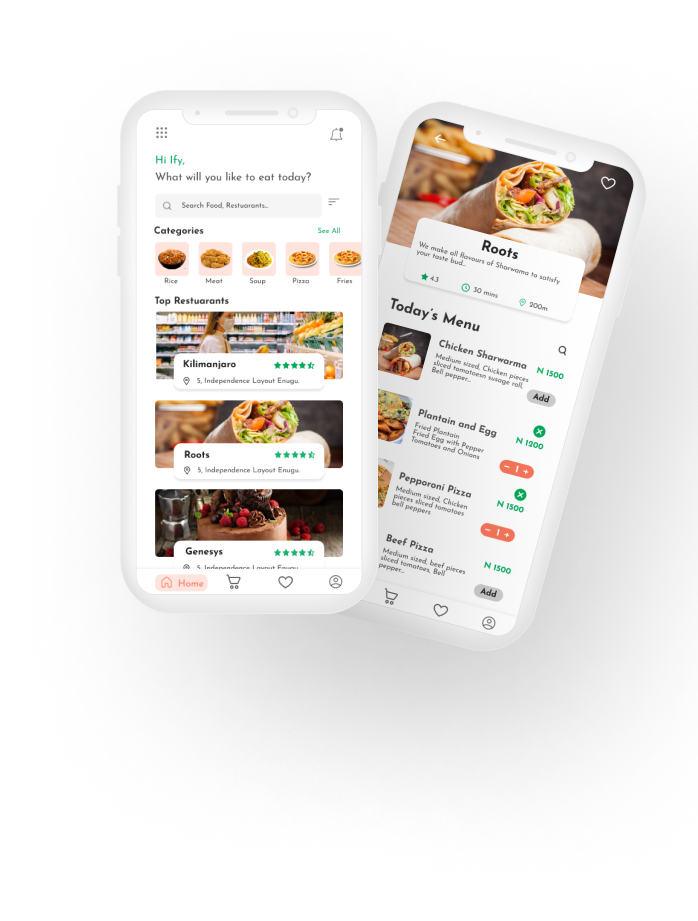 Hi Ify,
What will you like to eat today?
Search Food, Restuarants..
Categories
See All
Rice
Meat
Soup
Pizza
Fries
Top Restuarants
Kilimanjaro
5, Independence Layout Enugu.
Roots
5, Independence Layout Enugu.
Genesys
5, Independence Layout Enugu.
Home
Roots
We make all flavours of Sharwama to satisfy
your taste bud...
4.3
30 mins
200m
Today's Menu
Chicken Sharwarma
Medium sized, Chicken pieces
sliced tomatoesn susage roll,
Bell pepper...
N 1500
Add
Plantain and Egg
Fried Plantain
Fried Egg with Pepper
Tomatoes and Onions
N 1200
− 1 +
Pepporoni Pizza
Medium sized, Chicken
pieces sliced tomatoes
bell peppers
N 1500
− 1 +
Beef Pizza
Medium sized, beef pieces
sliced tomatoes, Bell
pepper...
N 1500
Add